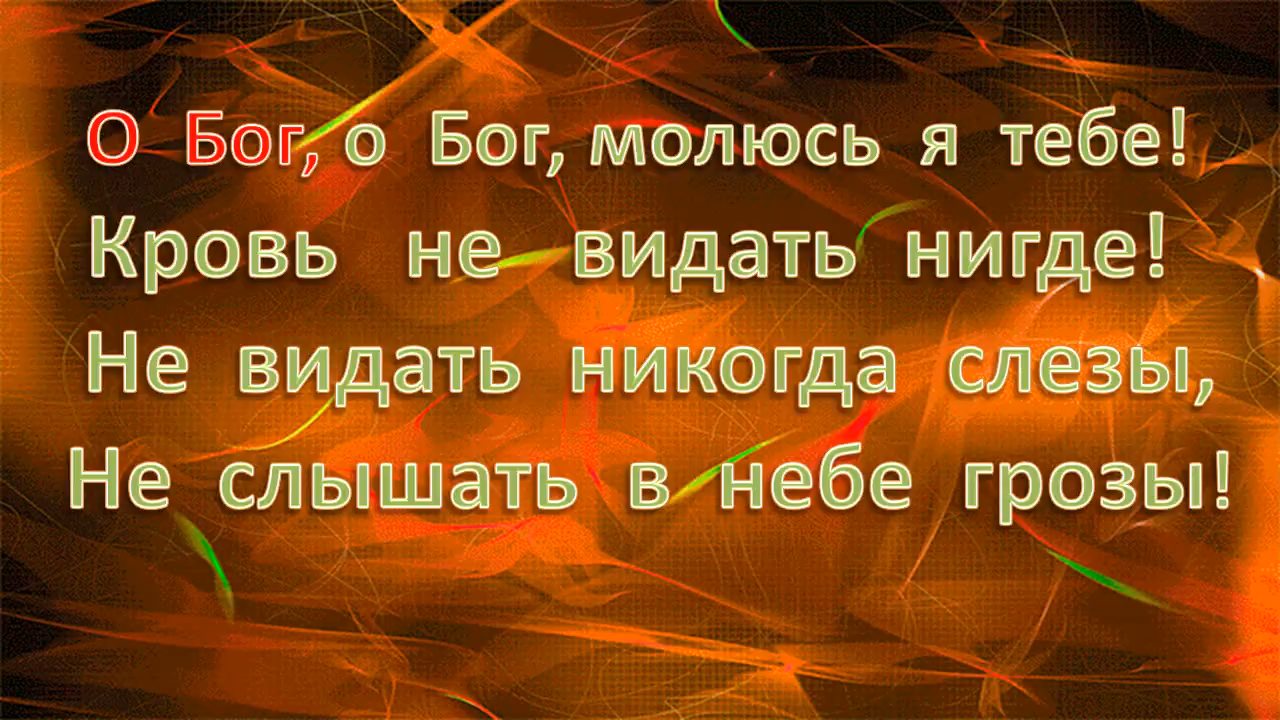 О Бог, о Бог, молюсь я тебе!
Кровь не видать нигде!
Не видать никогда слезы,
Не слышать в небе грозы!